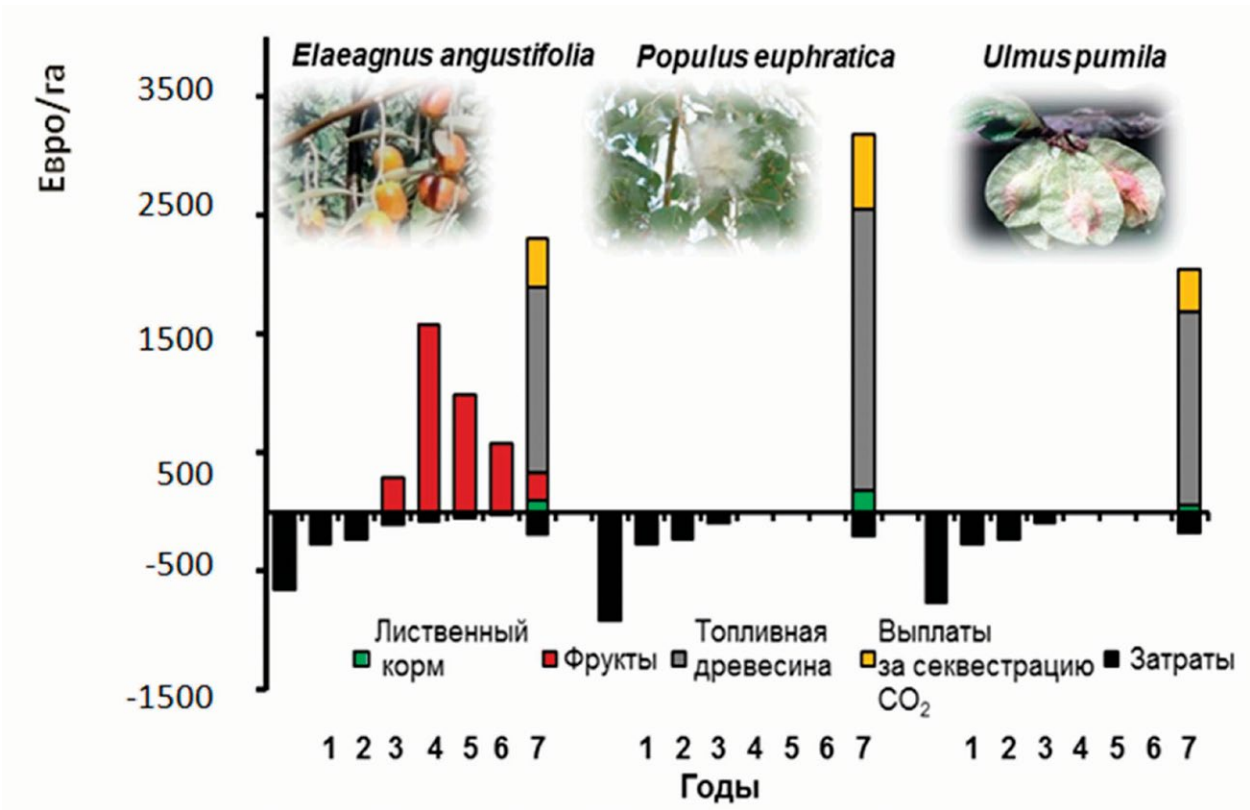 Евро/га
Elaeagnus angustifolia
Populus euphratica
Ulmus pumila
3500
2500
1500
500
-500
-1500
Лиственный
корм
Фрукты
Топливная
древесина
Выплаты
за секвестрацию
CO₂
Затраты
1 2 3 4 5 6 7
1 2 3 4 5 6 7
1 2 3 4 5 6 7
Годы